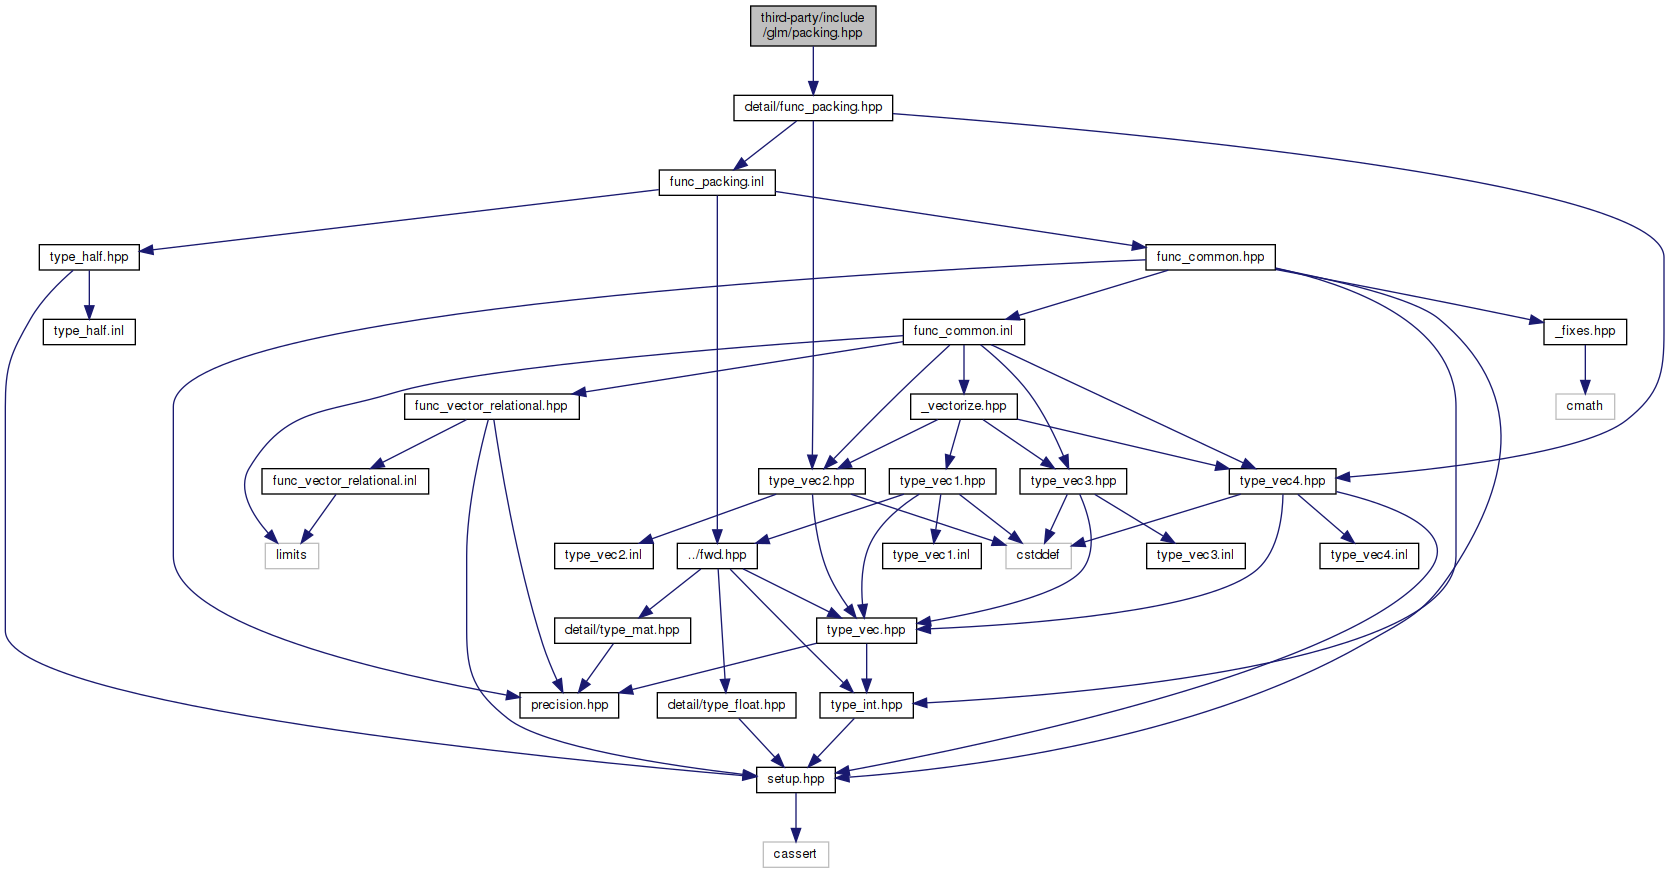 third-party/include
/glm/packing.hpp
detail/func_packing.hpp
func_packing.inl
type_half.hpp
func_common.hpp
type_half.inl
func_common.inl
_fixes.hpp
func_vector_relational.hpp
_vectorize.hpp
cmath
func_vector_relational.inl
type_vec2.hpp
type_vec1.hpp
type_vec3.hpp
type_vec4.hpp
limits
type_vec2.inl
../fwd.hpp
type_vec1.inl
cstddef
type_vec3.inl
type_vec4.inl
detail/type_mat.hpp
type_vec.hpp
precision.hpp
detail/type_float.hpp
type_int.hpp
setup.hpp
cassert